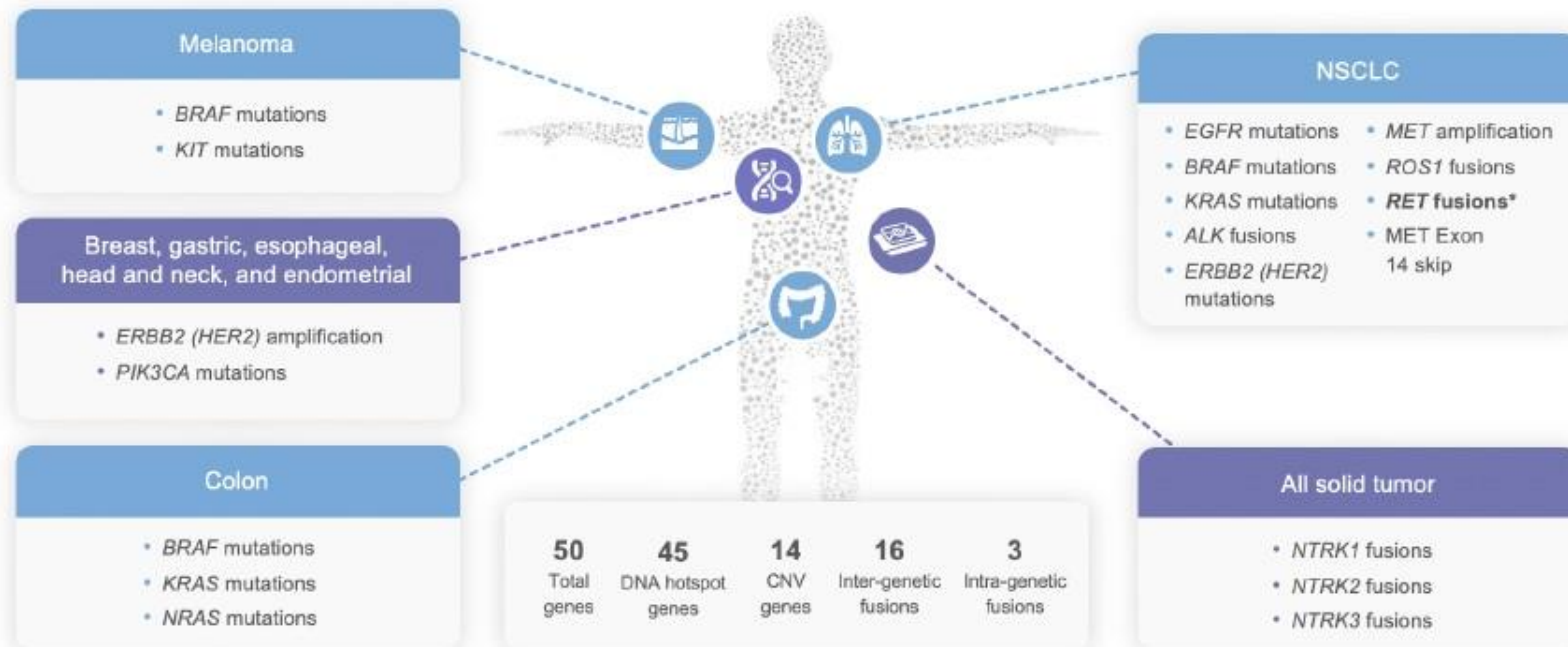 Melanoma
• BRAF mutations
• KIT mutations
Breast, gastric, esophageal,
head and neck, and endometrial
• ERBB2 (HER2) amplification
• PIK3CA mutations
Colon
• BRAF mutations
• KRAS mutations
• NRAS mutations
NSCLC
• EGFR mutations
• BRAF mutations
• KRAS mutations
• ALK fusions
• ERBB2 (HER2)
mutations
• MET amplification
• ROS1 fusions
• RET fusions*
• MET Exon
14 skip
All solid tumor
• NTRK1 fusions
• NTRK2 fusions
• NTRK3 fusions
50
Total
genes
45
DNA hotspot
genes
14
CNV
genes
16
Inter-genetic
fusions
3
Intra-genetic
fusions